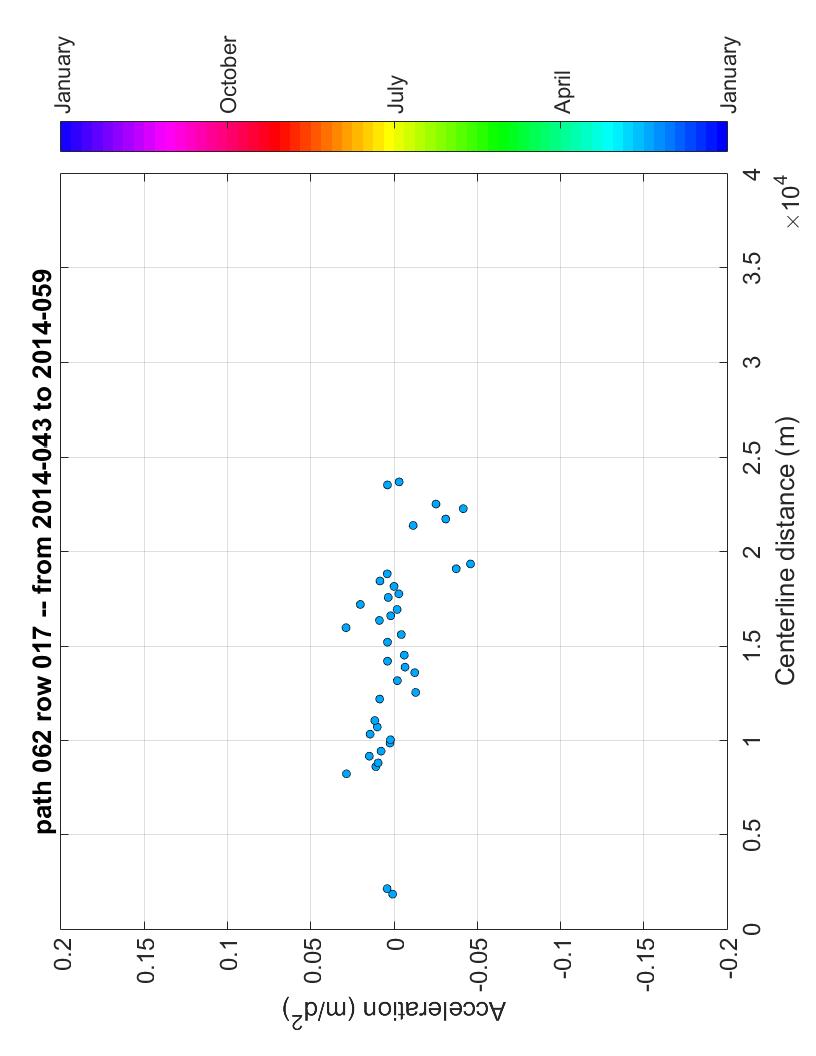 path 062 row 017 -- from 2014-043 to 2014-059
0.2
0.15
0.1
0.05
0
-0.05
-0.1
-0.15
-0.2
Acceleration (m/d²)
0
0.5
1
1.5
2
2.5
3
3.5
4
×10⁴
Centerline distance (m)
January
October
July
April
January